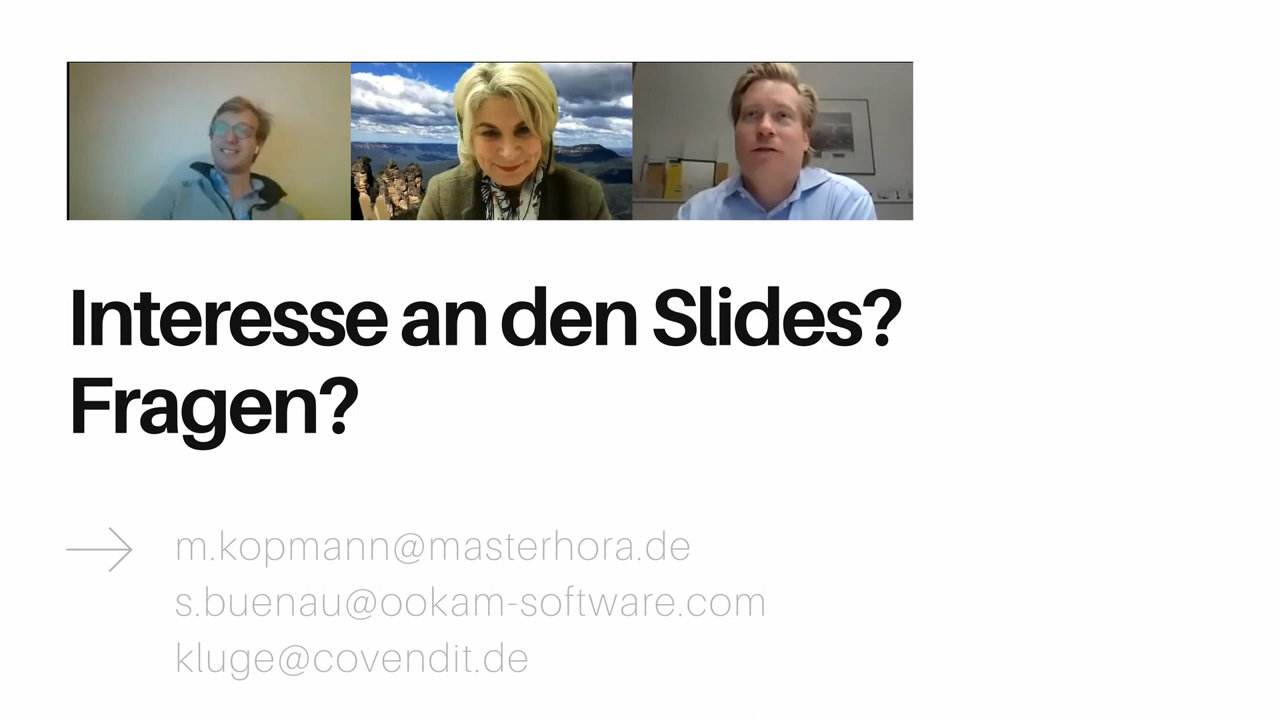 Interesse an den Slides?
Fragen?
m.kopmann@masterhora.de
s.buenau@ookam-software.com
kluge@covendit.de